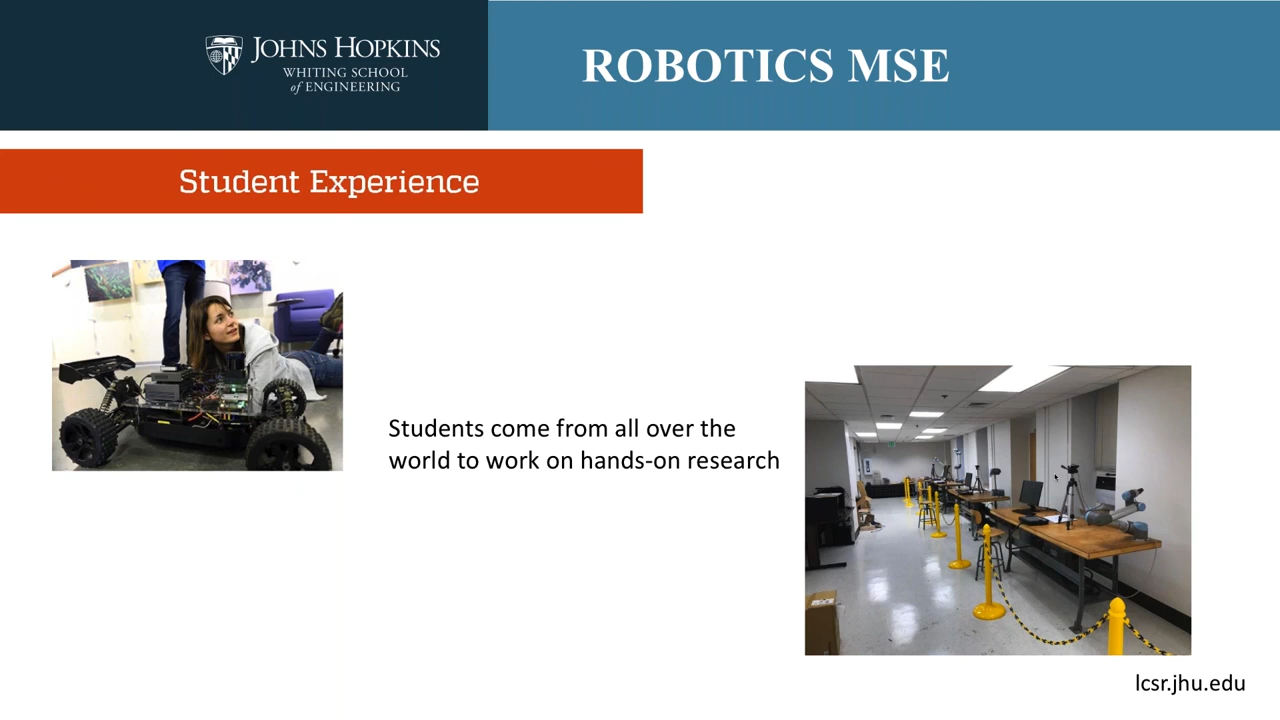 JOHNS HOPKINS
WHITING SCHOOL
of ENGINEERING
ROBOTICS MSE
Student Experience
Students come from all over the
world to work on hands-on research
lcsr.jhu.edu